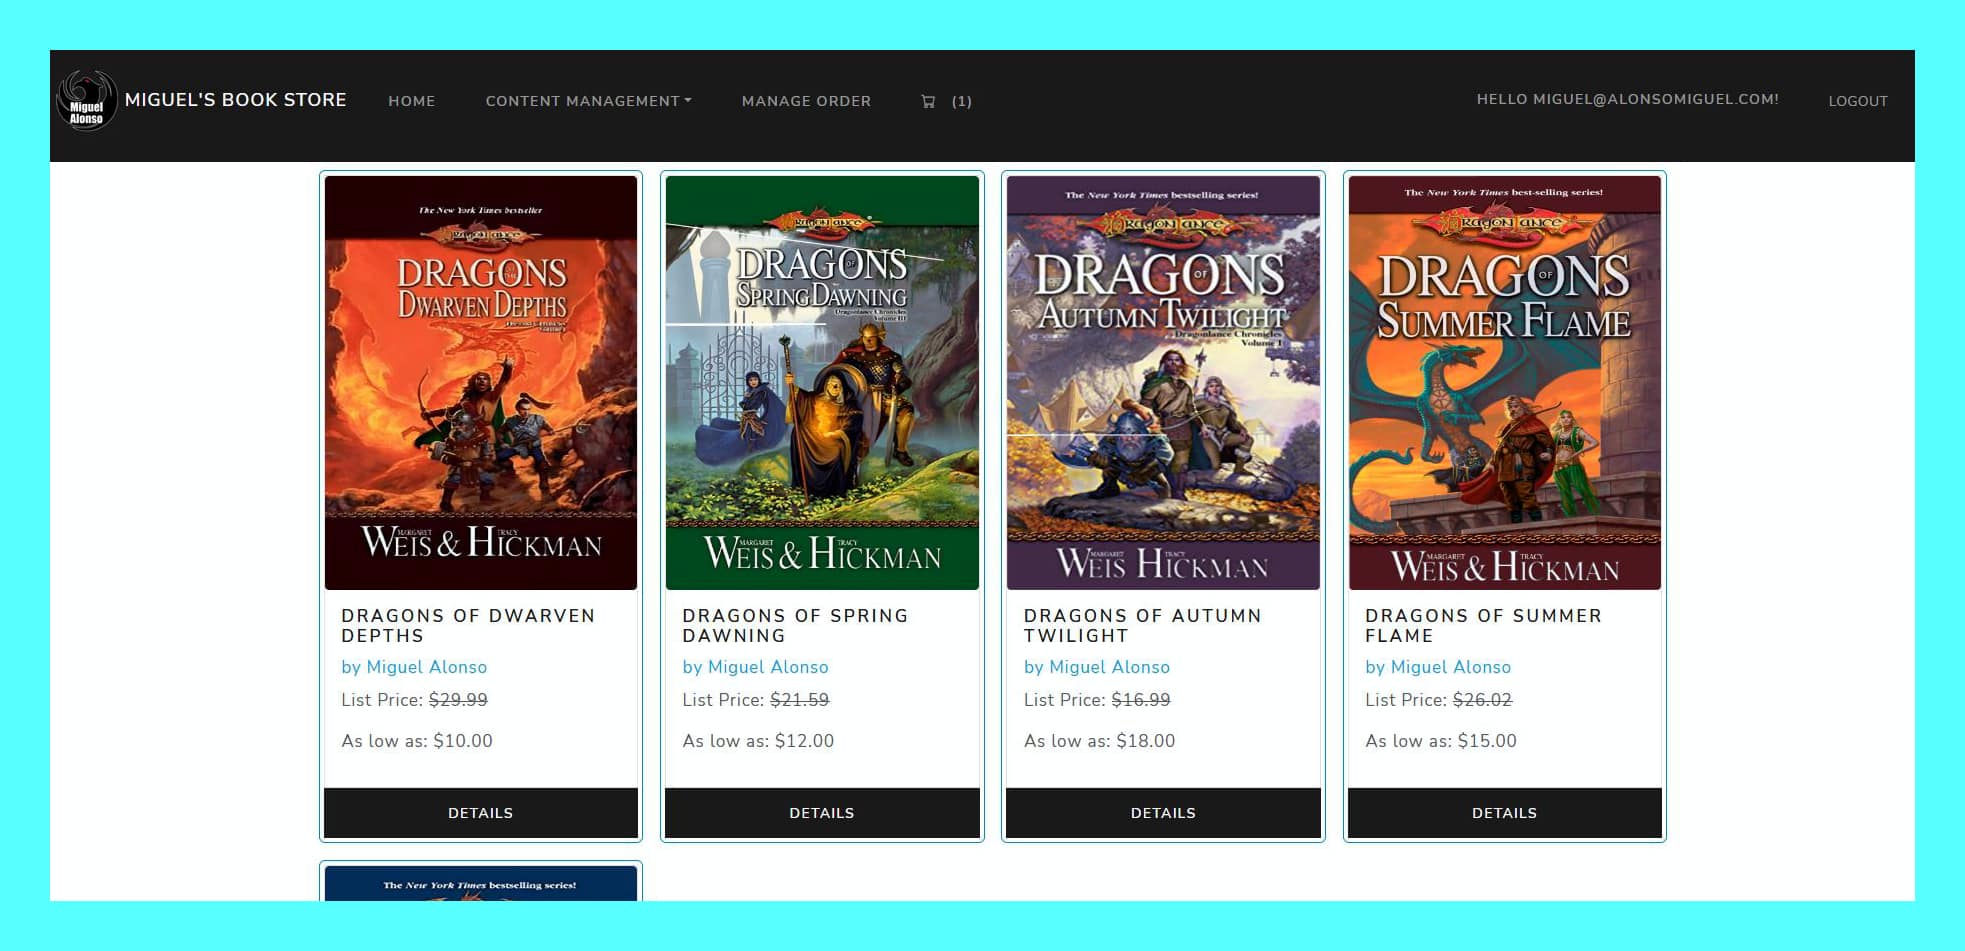 Miguel
Alonso
MIGUEL'S BOOK STORE
HOME
CONTENT MANAGEMENT
MANAGE ORDER
(1)
HELLO MIGUEL@ALONSOMIGUEL.COM!
LOGOUT
The New York Times bestseller
DRAGONLANCE
DRAGONS
OF THE
DWARVEN DEPTHS
MARGARET TRACY
WEIS & HICKMAN
DRAGONS OF DWARVEN
DEPTHS
by Miguel Alonso
List Price: $29.99
As low as: $10.00
DETAILS
DRAGONLANCE
DRAGONS
OF
SPRING DAWNING
Dragonlance Chronicles
Volume III
MARGARET TRACY
WEIS & HICKMAN
DRAGONS OF SPRING
DAWNING
by Miguel Alonso
List Price: $21.59
As low as: $12.00
DETAILS
The New York Times bestselling series!
DRAGONLANCE
DRAGONS
OF
AUTUMN TWILIGHT
Dragonlance Chronicles
Volume I
MARGARET TRACY
WEIS HICKMAN
DRAGONS OF AUTUMN
TWILIGHT
by Miguel Alonso
List Price: $16.99
As low as: $18.00
DETAILS
The New York Times best-selling series!
DRAGONLANCE
DRAGONS
OF
SUMMER FLAME
MARGARET TRACY
WEIS & HICKMAN
DRAGONS OF SUMMER
FLAME
by Miguel Alonso
List Price: $26.02
As low as: $15.00
DETAILS
The New York Times bestselling series!